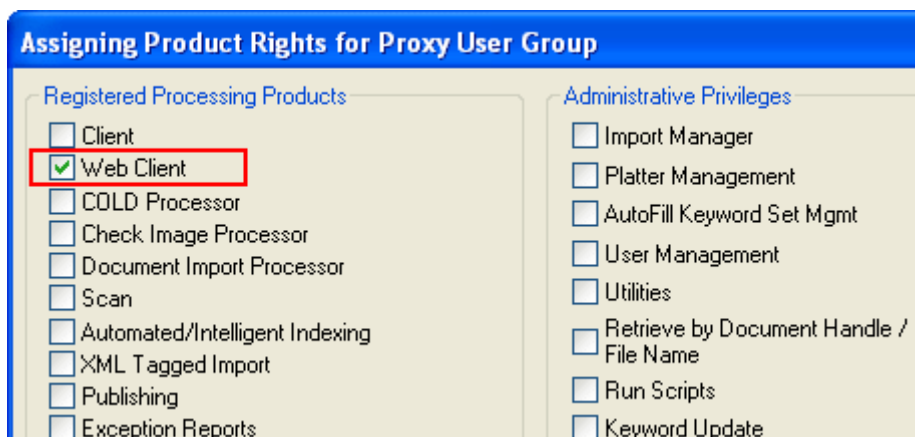 Assigning Product Rights for Proxy User Group
Registered Processing Products
Client
Web Client
COLD Processor
Check Image Processor
Document Import Processor
Scan
Automated/Intelligent Indexing
XML Tagged Import
Publishing
Exception Reports
Administrative Privileges
Import Manager
Platter Management
AutoFill Keyword Set Mgmt
User Management
Utilities
Retrieve by Document Handle /
File Name
Run Scripts
Keyword Update